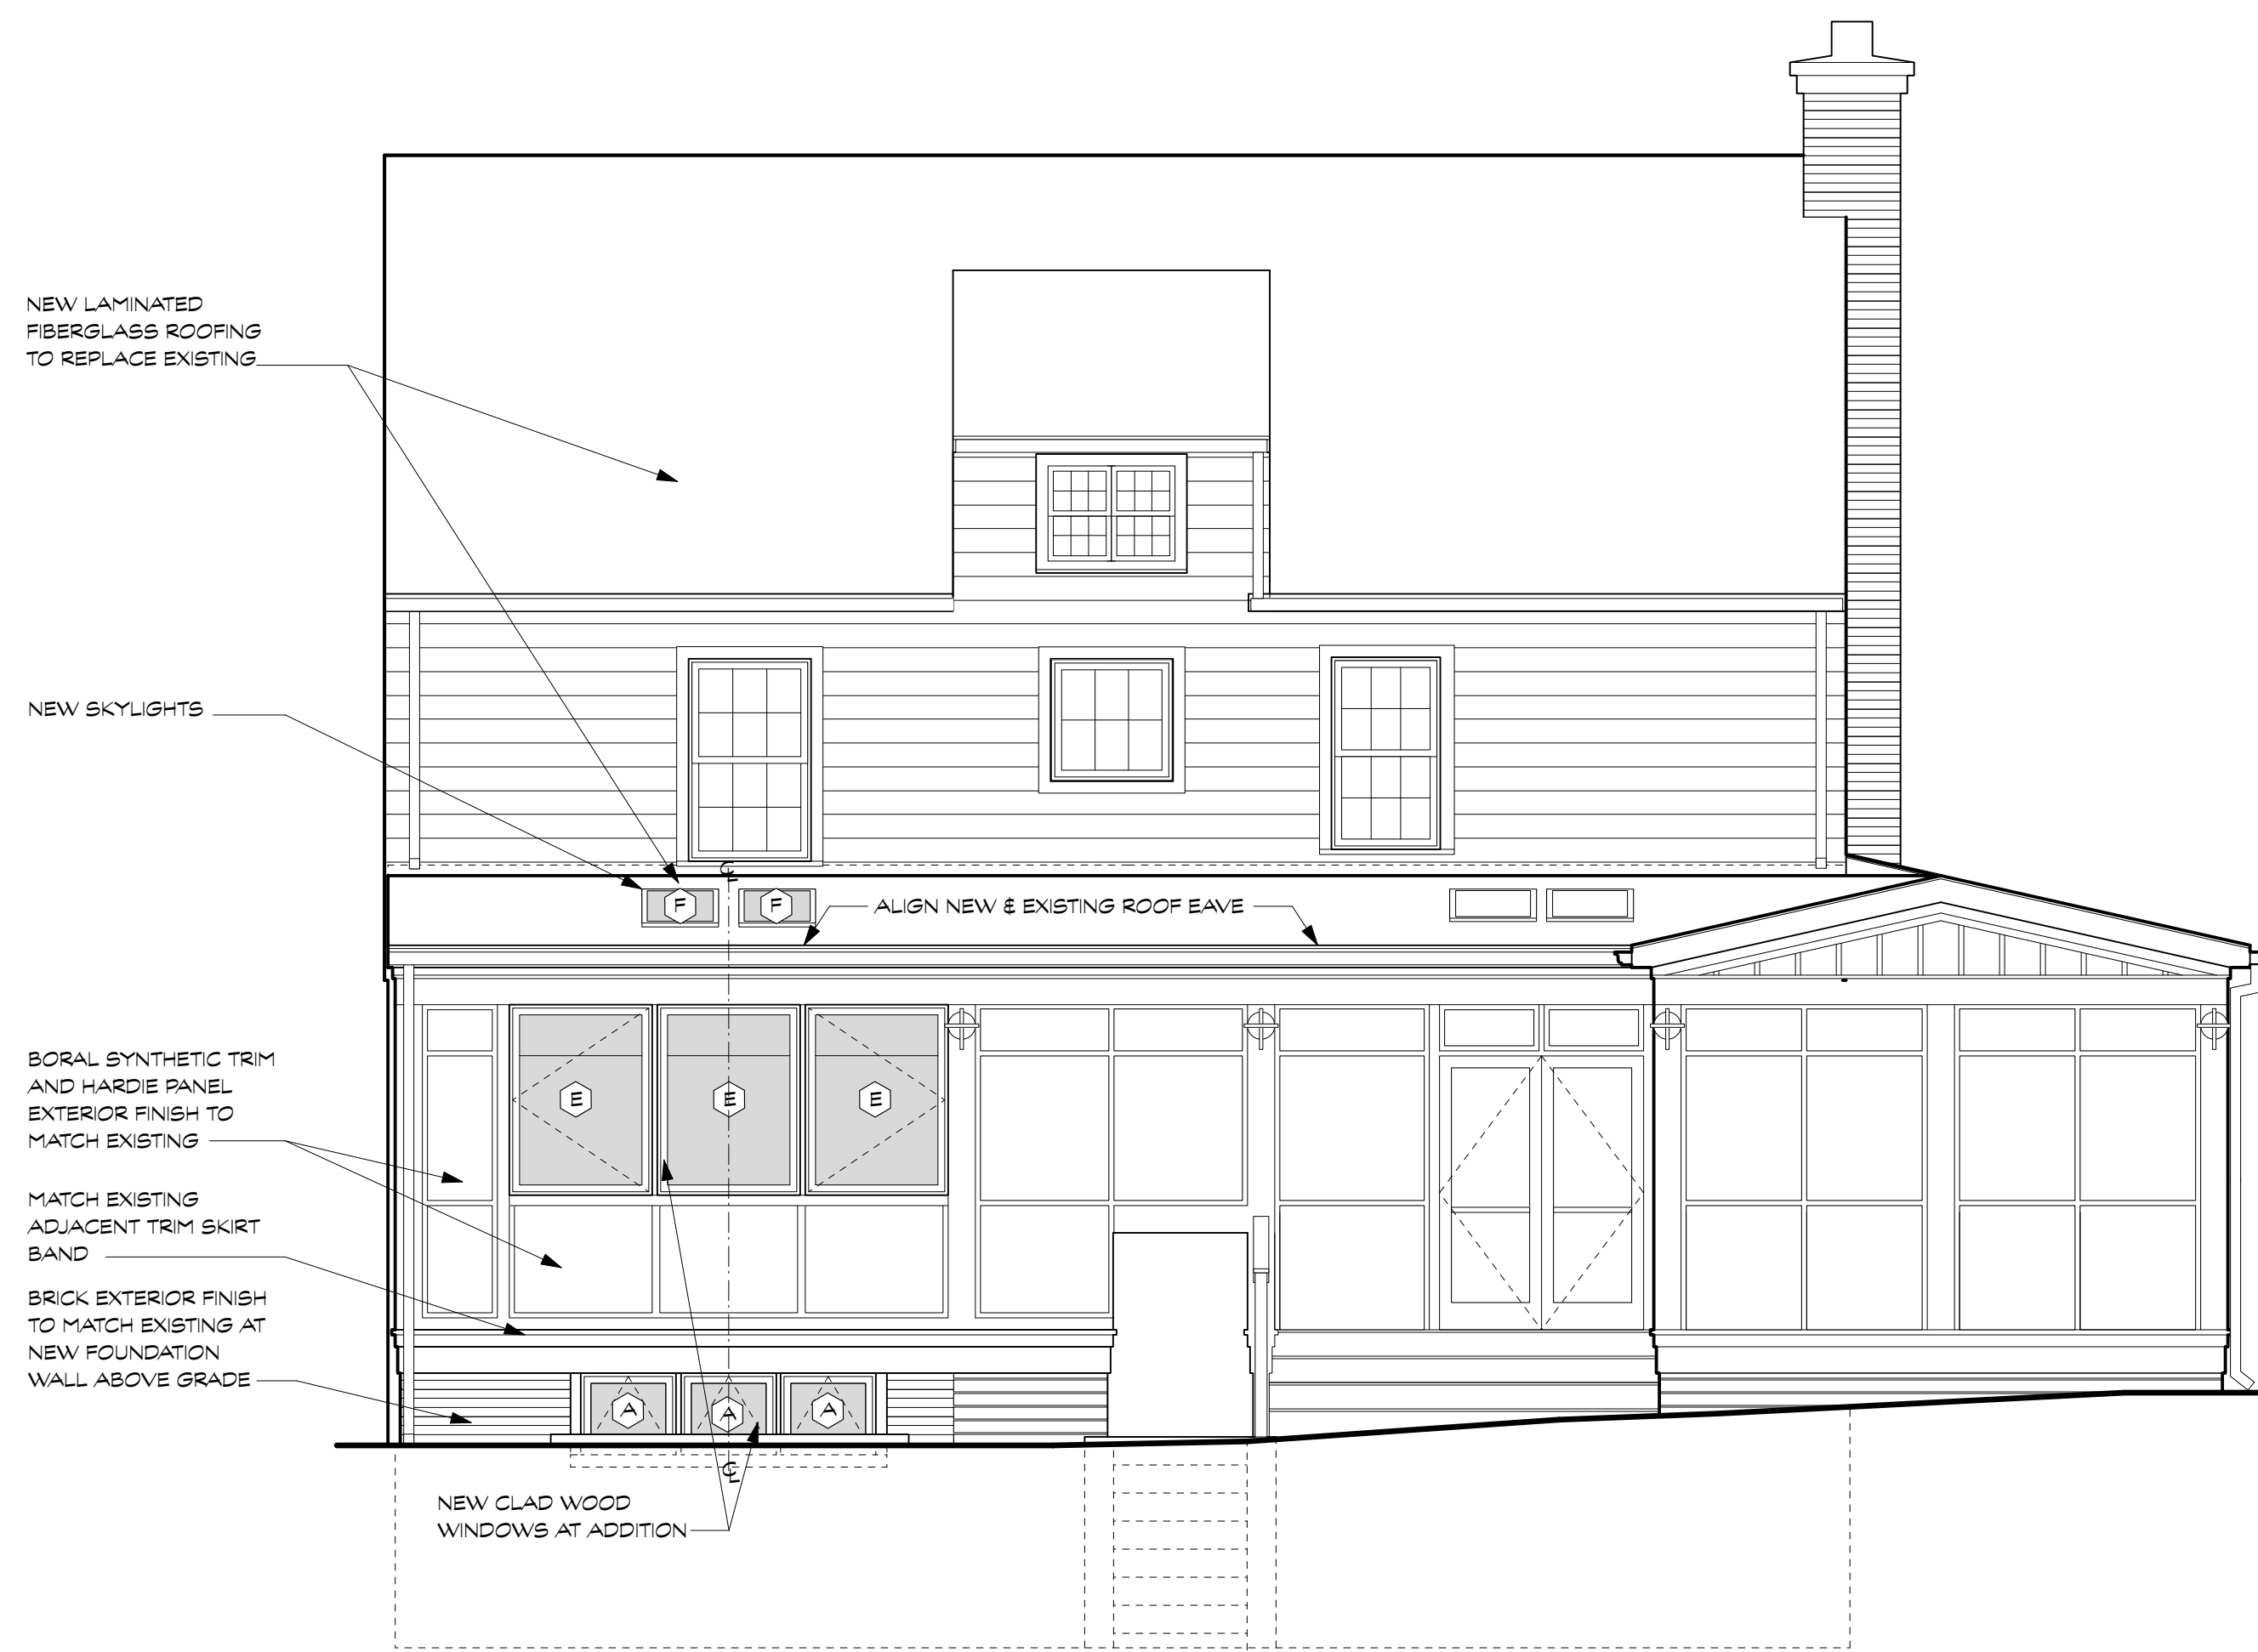 NEW LAMINATED
FIBERGLASS ROOFING
TO REPLACE EXISTING
NEW SKYLIGHTS
CL
F
F
ALIGN NEW & EXISTING ROOF EAVE
BORAL SYNTHETIC TRIM
AND HARDIE PANEL
EXTERIOR FINISH TO
MATCH EXISTING
E
E
E
MATCH EXISTING
ADJACENT TRIM SKIRT
BAND
BRICK EXTERIOR FINISH
TO MATCH EXISTING AT
NEW FOUNDATION
WALL ABOVE GRADE
A
A
A
CL
NEW CLAD WOOD
WINDOWS AT ADDITION